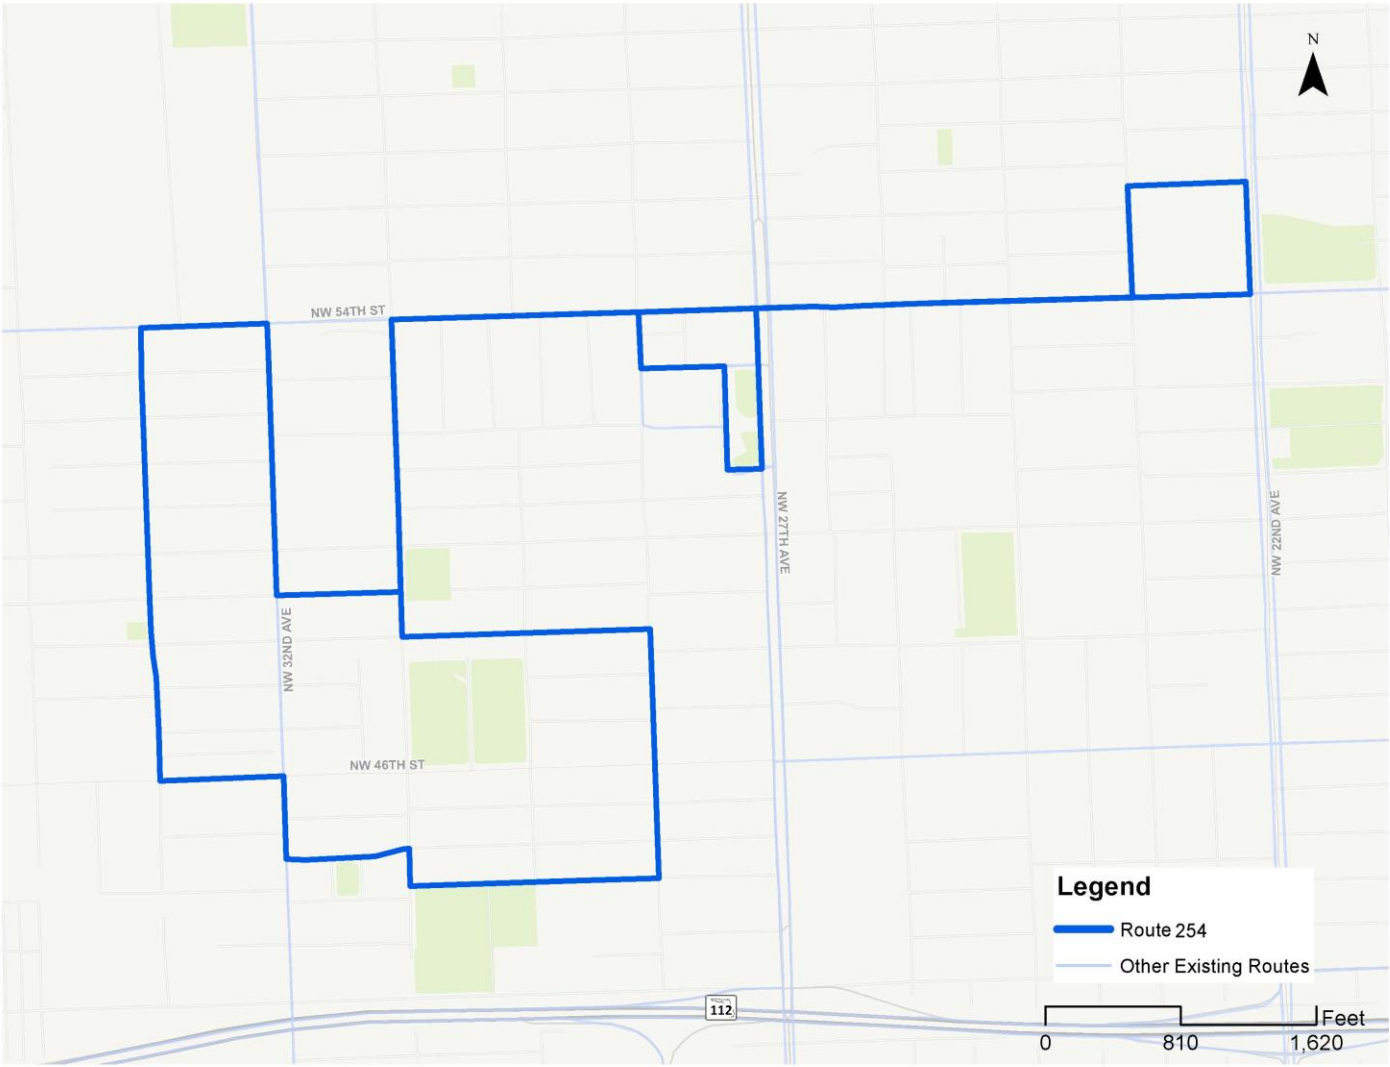 N
NW 54TH ST
NW 27TH AVE
NW 22ND AVE
NW 32ND AVE
NW 46TH ST
Legend
Route 254
Other Existing Routes
112
Feet
0 810 1,620